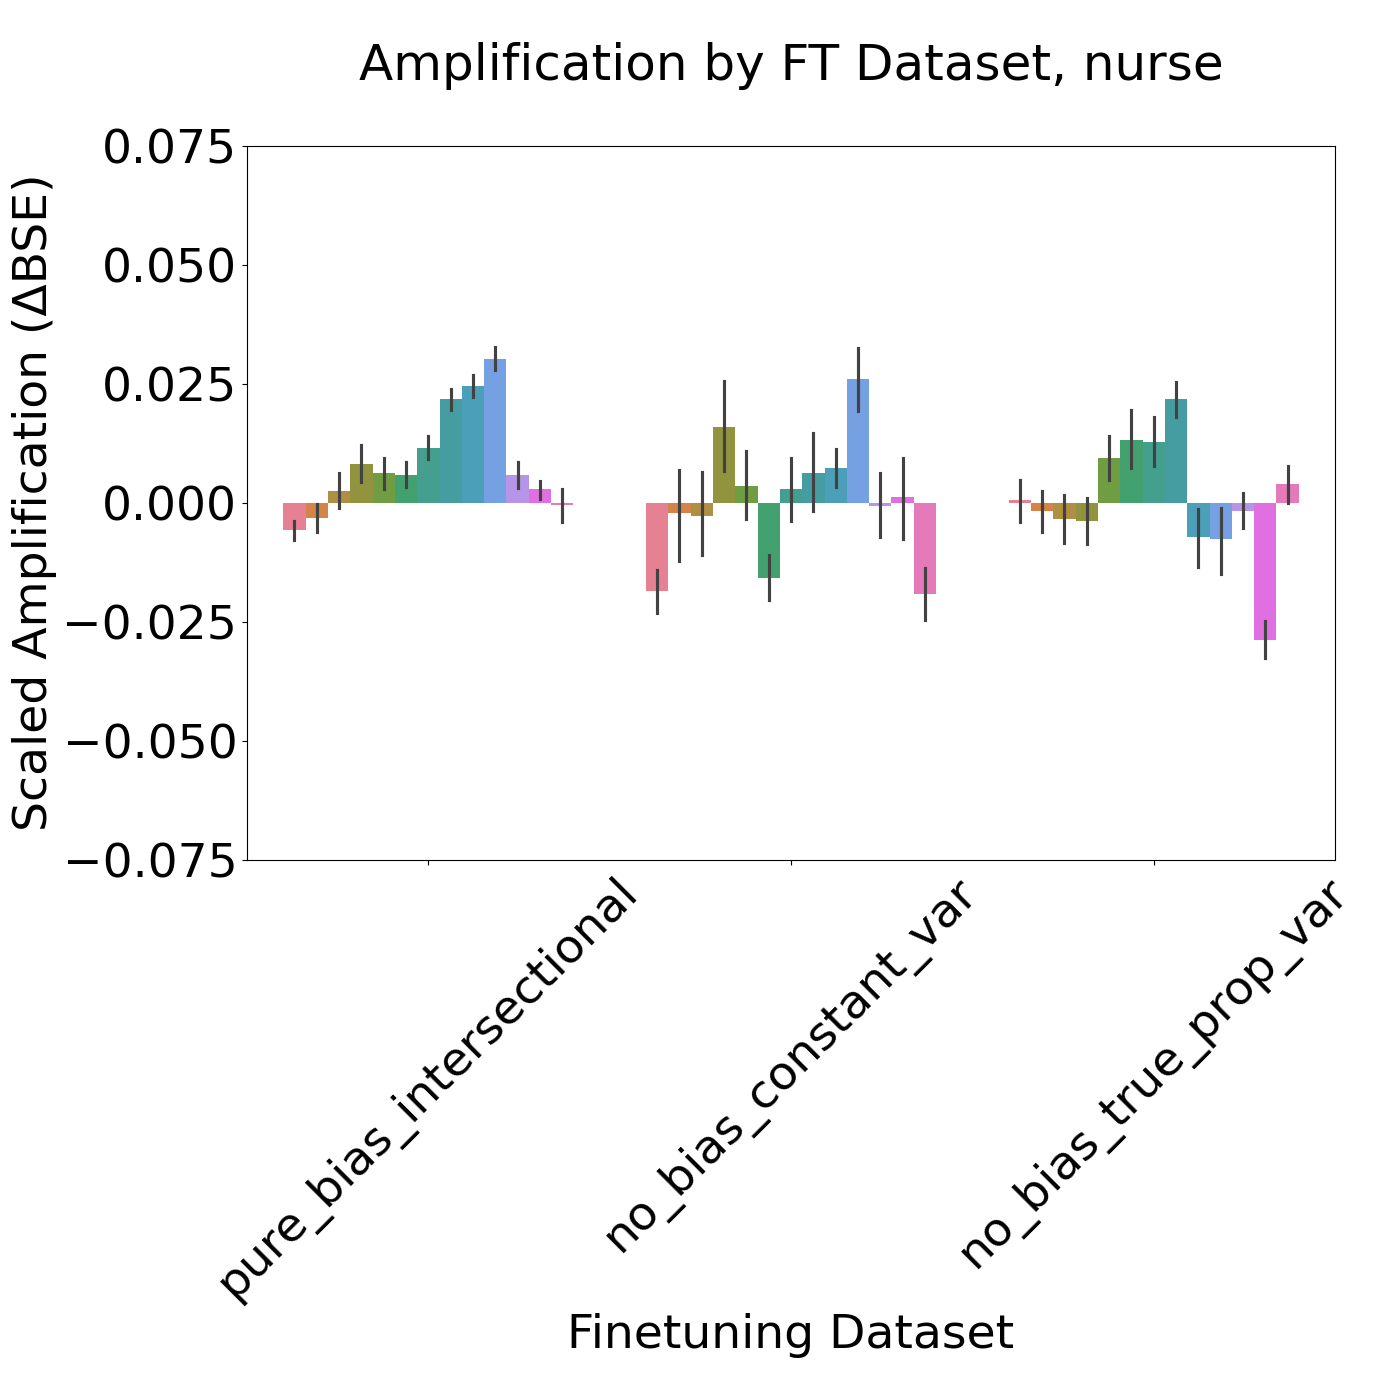 Amplification by FT Dataset, nurse
Scaled Amplification (ΔBSE)
0.075
0.050
0.025
0.000
−0.025
−0.050
−0.075
pure_bias_intersectional
no_bias_constant_var
no_bias_true_prop_var
Finetuning Dataset